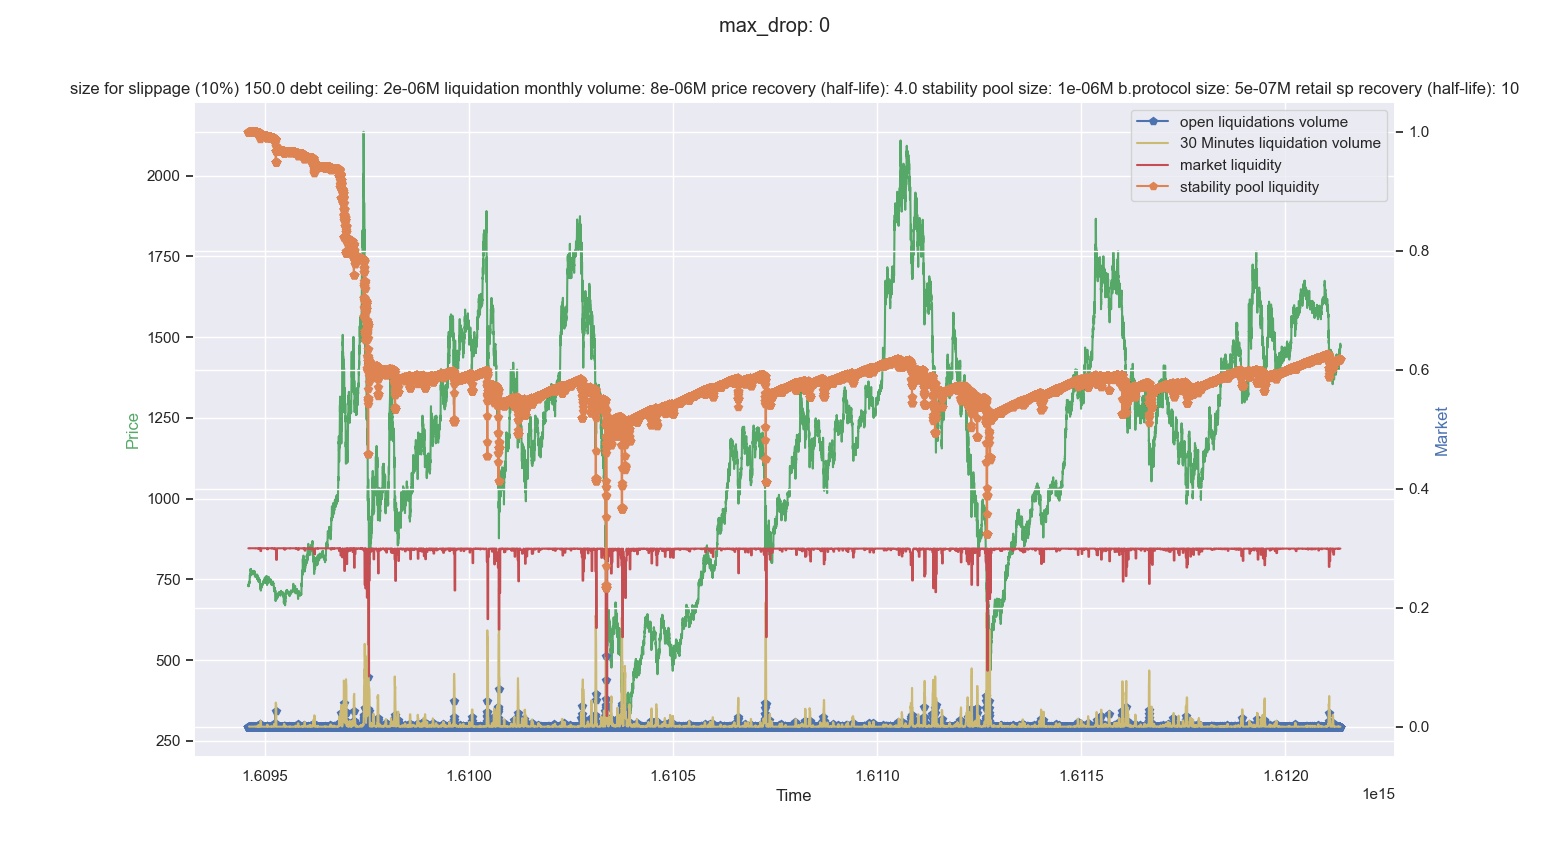 max_drop: 0
size for slippage (10%) 150.0 debt ceiling: 2e-06M liquidation monthly volume: 8e-06M price recovery (half-life): 4.0 stability pool size: 1e-06M b.protocol size: 5e-07M retail sp recovery (half-life): 10
open liquidations volume
30 Minutes liquidation volume
market liquidity
stability pool liquidity
2000
1750
1500
1250
1000
750
500
250
Price
1.0
0.8
0.6
0.4
0.2
0.0
Market
1.6095 1.6100 1.6105 1.6110 1.6115 1.6120
Time
1e15